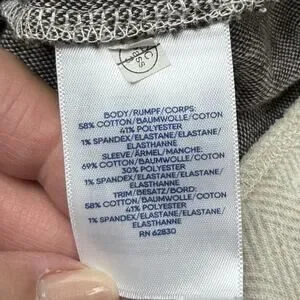 BODY/RUMPF/CORPS:
58% COTTON/BAUMWOLLE/COTON
41% POLYESTER
1% SPANDEX/ELASTANE/ELASTANE/
ELASTHANNE
SLEEVE/ÄRMEL/MANCHE:
69% COTTON/BAUMWOLLE/COTON
30% POLYESTER
1% SPANDEX/ELASTANE/ELASTANE/
ELASTHANNE
TRIM/BESATZ/BORD:
58% COTTON/BAUMWOLLE/COTON
41% POLYESTER
1% SPANDEX/ELASTANE/ELASTANE/
ELASTHANNE
RN 62830